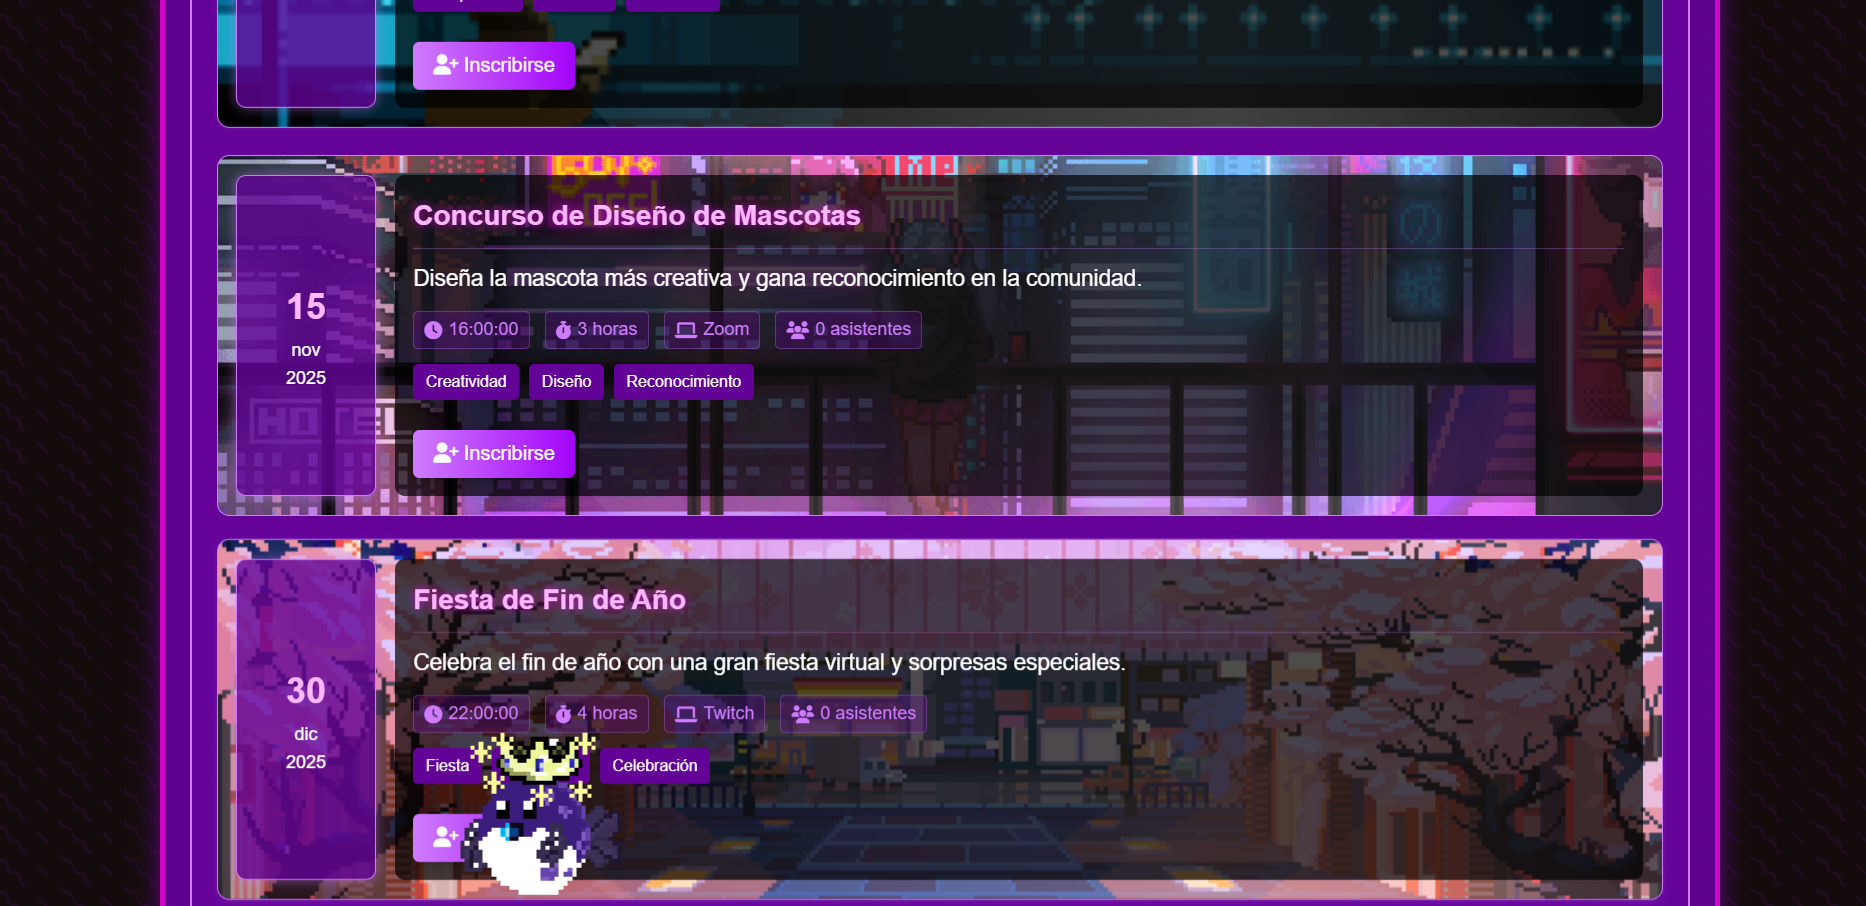 Inscribirse
15
nov
2025
Concurso de Diseño de Mascotas
Diseña la mascota más creativa y gana reconocimiento en la comunidad.
16:00:00 3 horas Zoom 0 asistentes
Creatividad Diseño Reconocimiento
Inscribirse
HOTEL
30
dic
2025
Fiesta de Fin de Año
Celebra el fin de año con una gran fiesta virtual y sorpresas especiales.
22:00:00 4 horas Twitch 0 asistentes
Fiesta Celebración